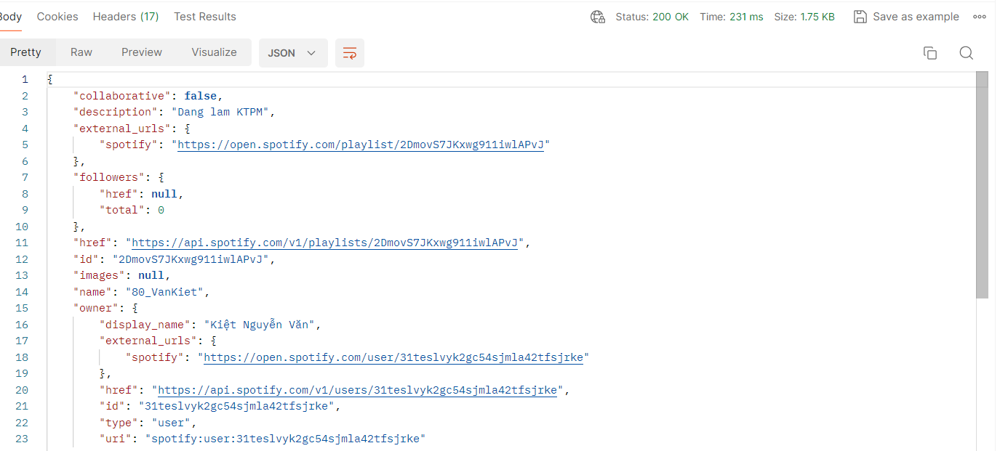 Body Cookies Headers (17) Test Results Status: 200 OK Time: 231 ms Size: 1.75 KB Save as example
Pretty Raw Preview Visualize JSON
1 {
2 "collaborative": false,
3 "description": "Dang lam KTPM",
4 "external_urls": {
5 "spotify": "https://open.spotify.com/playlist/2DmovS7JKxwg911iwlAPvJ"
6 },
7 "followers": {
8 "href": null,
9 "total": 0
10 },
11 "href": "https://api.spotify.com/v1/playlists/2DmovS7JKxwg911iwlAPvJ",
12 "id": "2DmovS7JKxwg911iwlAPvJ",
13 "images": null,
14 "name": "80_VanKiet",
15 "owner": {
16 "display_name": "Kiệt Nguyễn Văn",
17 "external_urls": {
18 "spotify": "https://open.spotify.com/user/31teslvyk2gc54sjmla42tfsjrke"
19 },
20 "href": "https://api.spotify.com/v1/users/31teslvyk2gc54sjmla42tfsjrke",
21 "id": "31teslvyk2gc54sjmla42tfsjrke",
22 "type": "user",
23 "uri": "spotify:user:31teslvyk2gc54sjmla42tfsjrke"